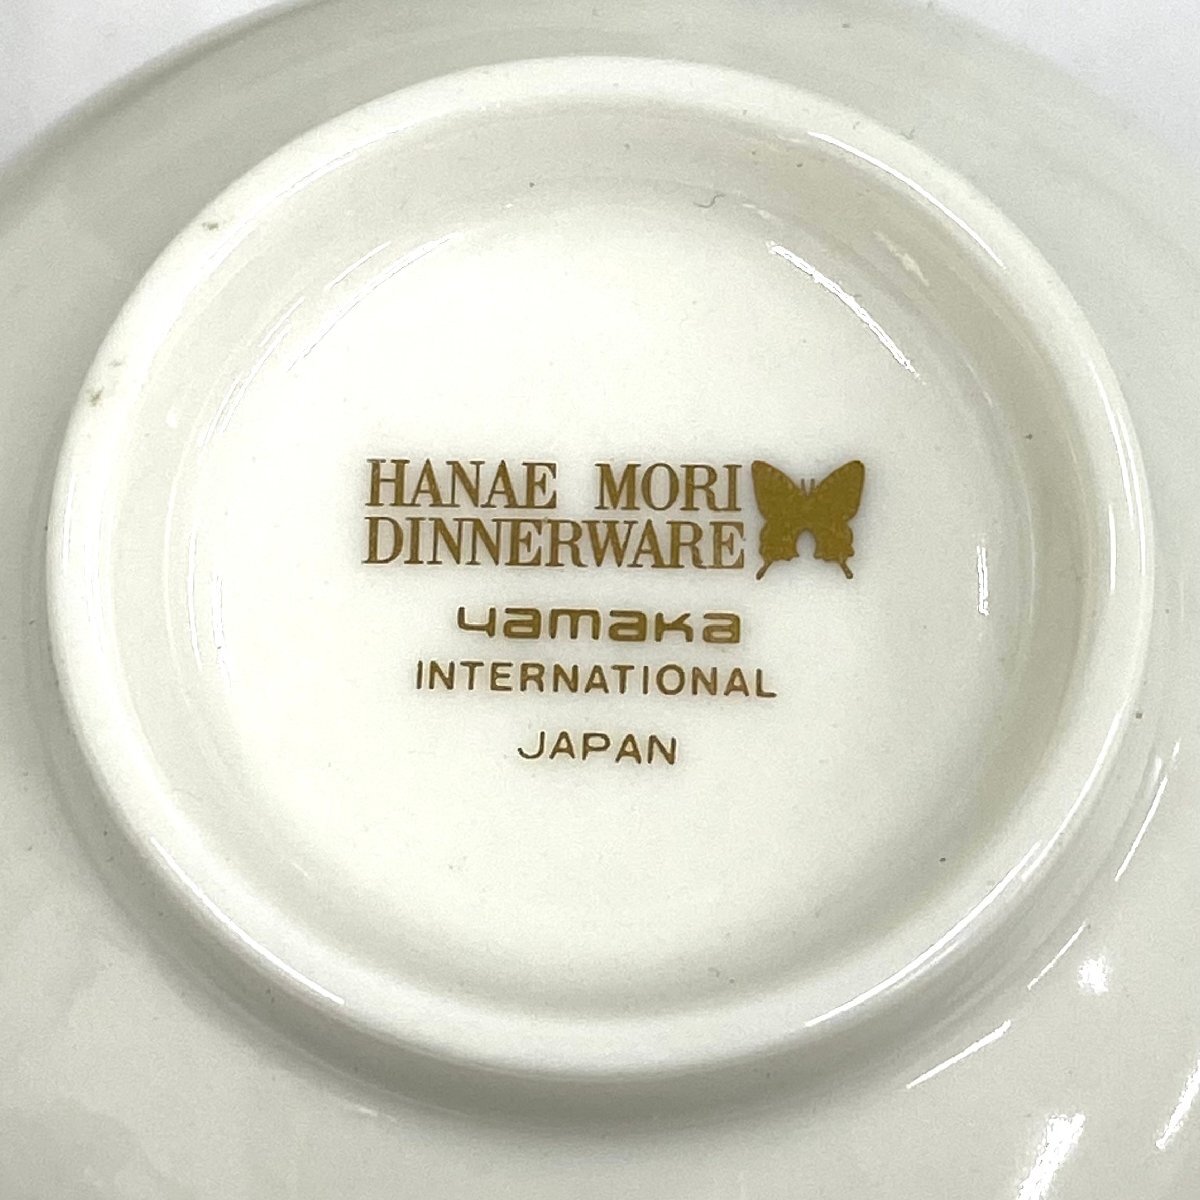 HANAE MORI
DINNERWARE
yamaka
INTERNATIONAL
JAPAN